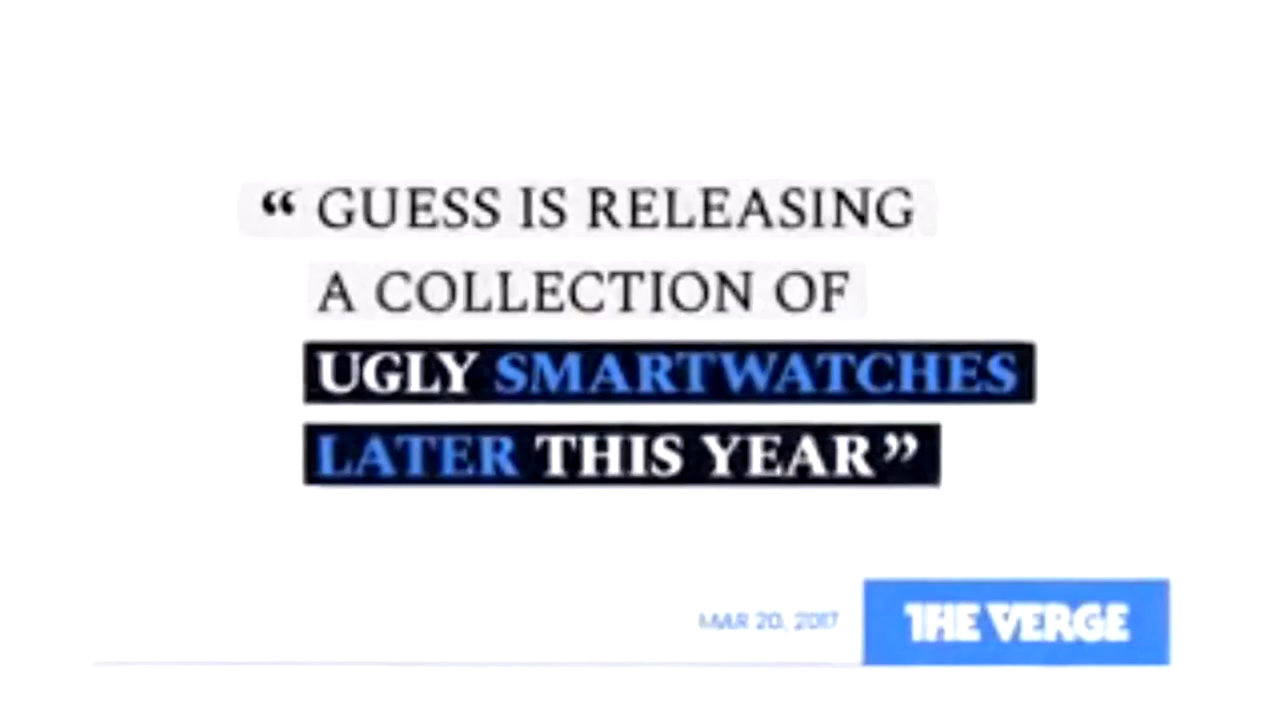 “ GUESS IS RELEASING
A COLLECTION OF
UGLY SMARTWATCHES
LATER THIS YEAR”
MAR 20, 2017
THE VERGE